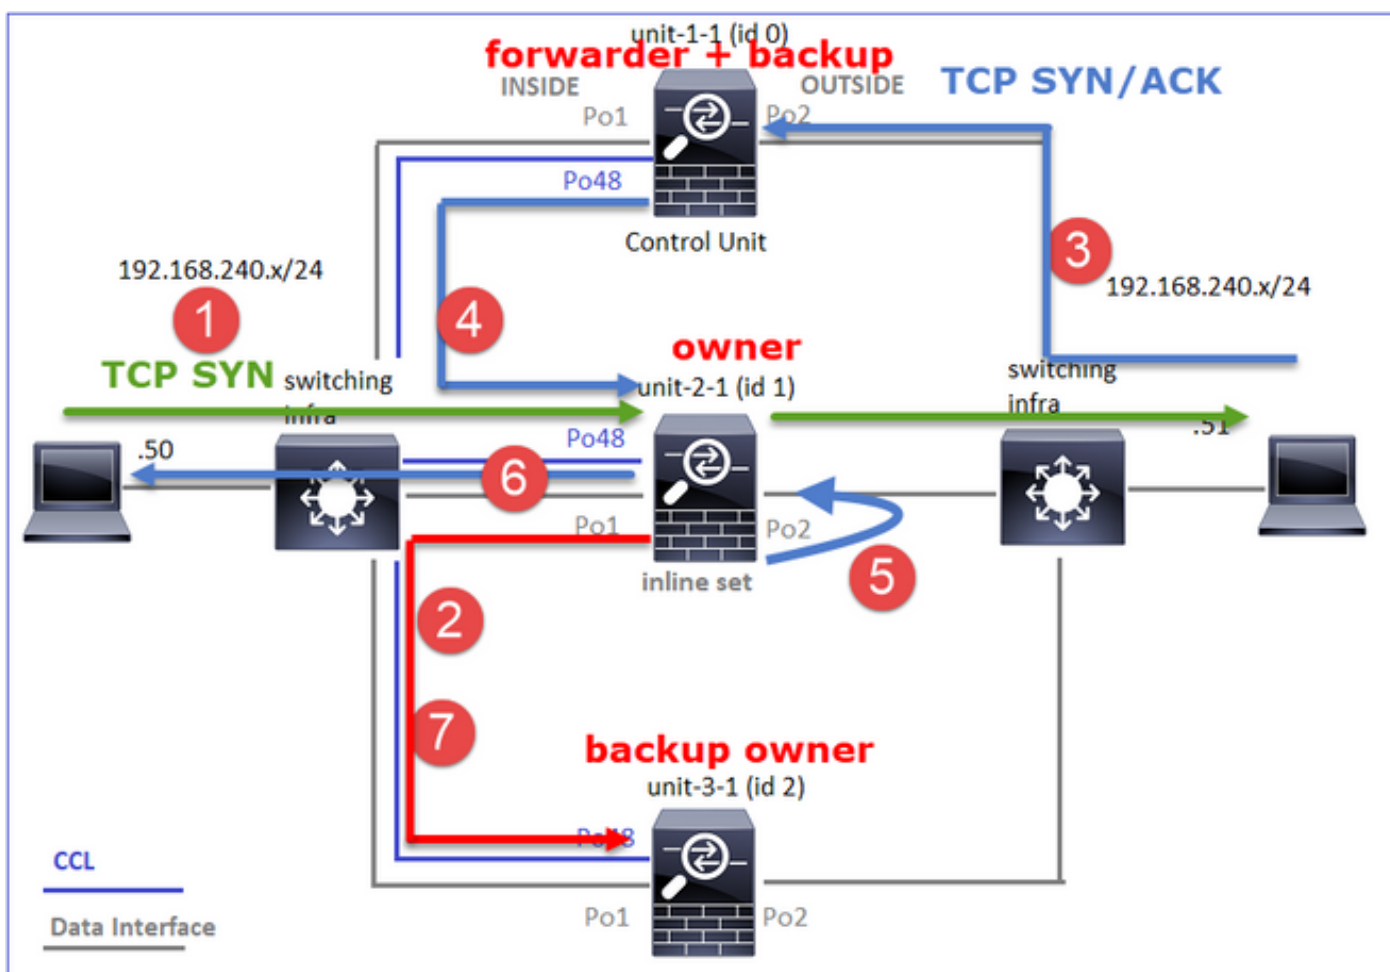 unit-1-1 (id 0)
forwarder + backup
INSIDE
OUTSIDE
TCP SYN/ACK
Po1
Po2
Po48
Control Unit
3
192.168.240.x/24
192.168.240.x/24
1
4
owner
TCP SYN
switching
infra
unit-2-1 (id 1)
switching
infra
.50
Po48
.51
6
Po1
Po2
5
inline set
2
7
backup owner
unit-3-1 (id 2)
Po48
CCL
Po1
Po2
Data Interface